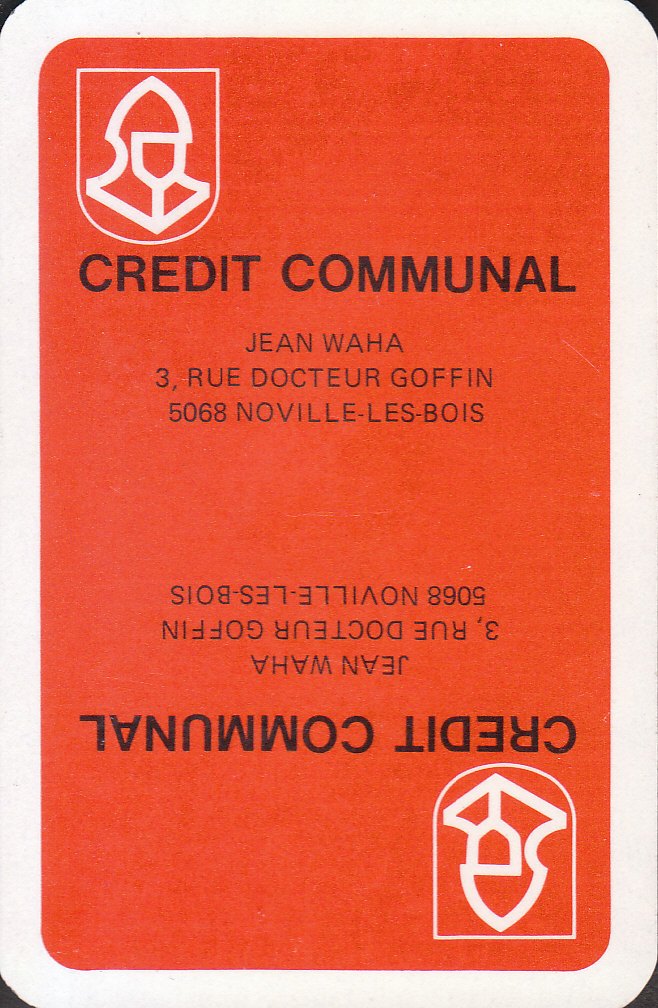 CREDIT COMMUNAL
JEAN WAHA
3, RUE DOCTEUR GOFFIN
5068 NOVILLE-LES-BOIS
5068 NOVILLE-LES-BOIS
3, RUE DOCTEUR GOFFIN
JEAN WAHA
CREDIT COMMUNAL